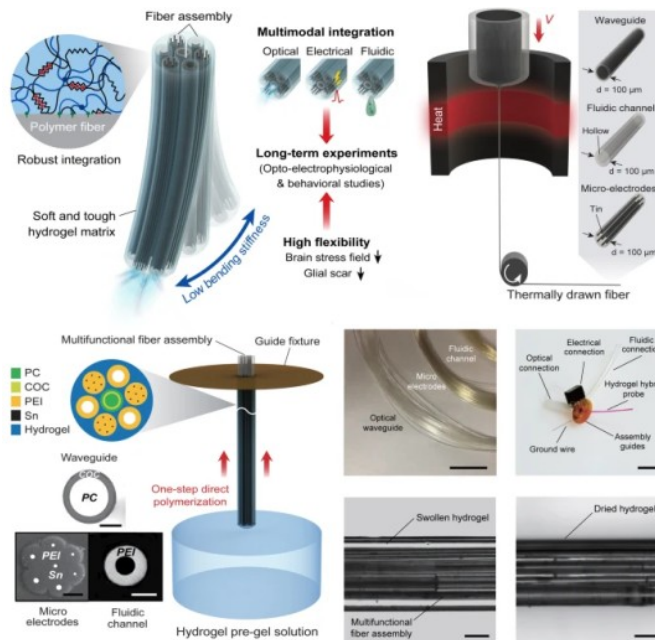 Fiber assembly
Polymer fiber
Robust integration
Soft and tough
hydrogel matrix
Low bending stiffness
Multimodal integration
Optical Electrical Fluidic
Long-term experiments
(Opto-electrophysiological
& behavioral studies)
High flexibility
Brain stress field
Glial scar
V
Heat
Thermally drawn fiber
Waveguide
d = 100 μm
Fluidic channel
Hollow
d = 100 μm
Micro-electrodes
Tin
d = 100 μm
Multifunctional fiber assembly
Guide fixture
PC
COC
PEI
Sn
Hydrogel
Waveguide
COC
PC
PEI
Sn
PEI
Micro
electrodes
Fluidic
channel
One-step direct
polymerization
Hydrogel pre-gel solution
Fluidic
channel
Micro
electrodes
Optical
waveguide
Fluidic
connection
Electrical
connection
Optical
connection
Hydrogel hybrid
probe
Ground wire
Assembly
guides
Swollen hydrogel
Multifunctional
fiber assembly
Dried hydrogel